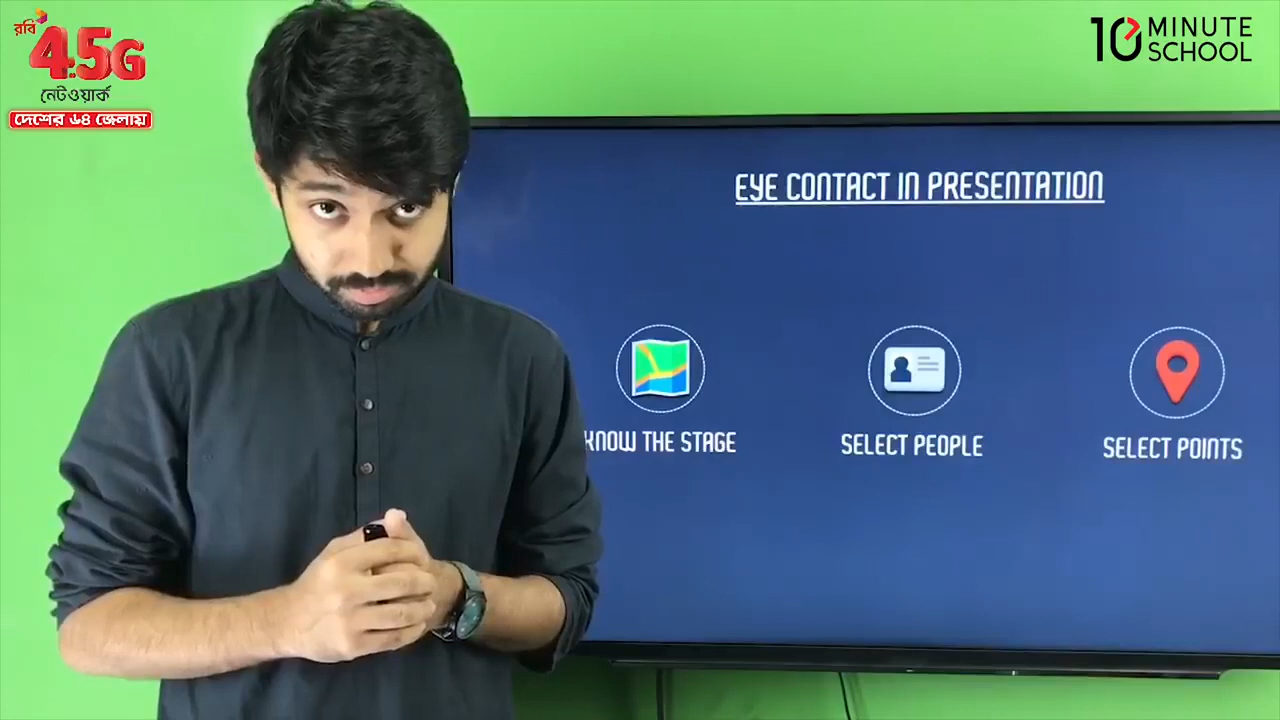 রবি
4.5G
নেটওয়ার্ক
দেশের ৬৪ জেলায়
10 MINUTE
SCHOOL
EYE CONTACT IN PRESENTATION
KNOW THE STAGE
SELECT PEOPLE
SELECT POINTS